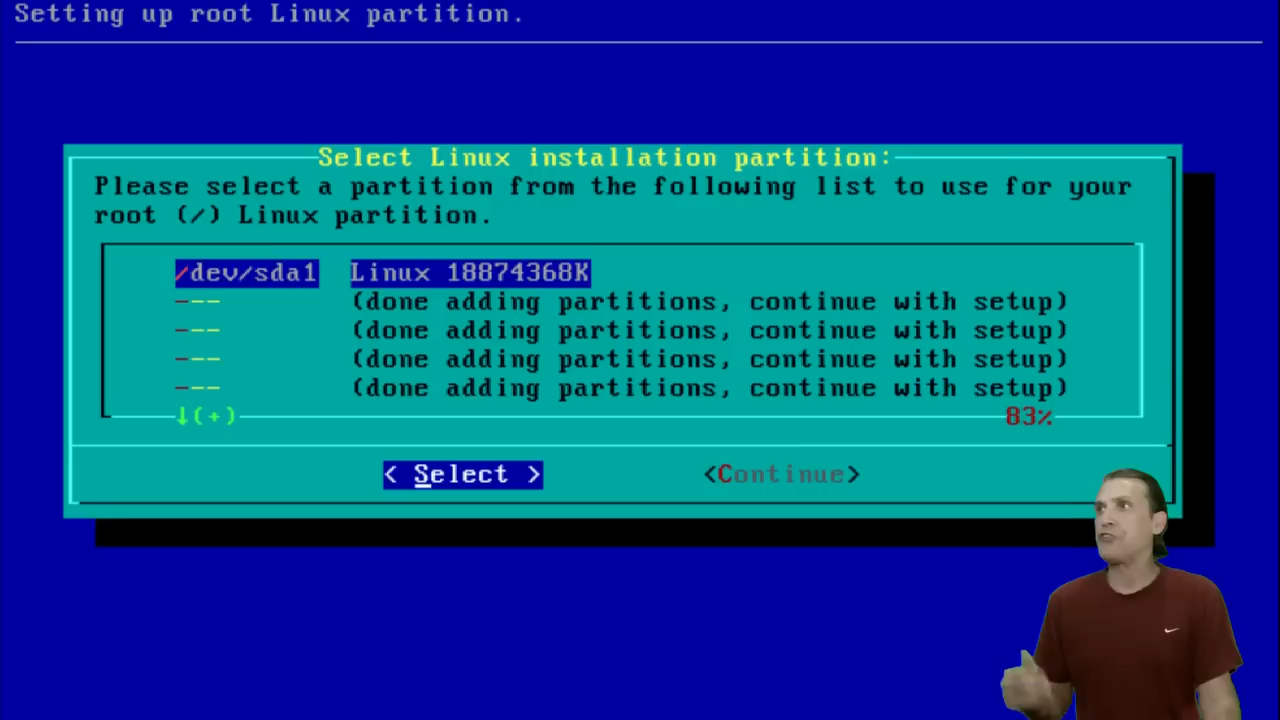 Setting up root Linux partition.
Select Linux installation partition:
Please select a partition from the following list to use for your
root (/) Linux partition.
/dev/sda1 Linux 18874368K
--- (done adding partitions, continue with setup)
--- (done adding partitions, continue with setup)
--- (done adding partitions, continue with setup)
--- (done adding partitions, continue with setup)
↓(+) 83%
< Select > <Continue>